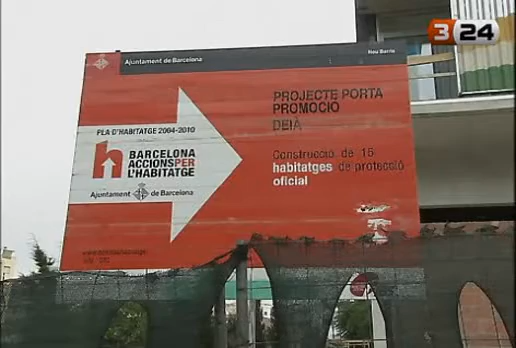 3 24
Ajuntament de Barcelona
Nou Barris
PLA D'HABITATGE 2004-2010
BARCELONA
ACCIONS PER
L'HABITATGE
Ajuntament de Barcelona
PROJECTE PORTA
PROMOCIO
DEIÀ
Construcció de 15
habitatges de protecció
oficial